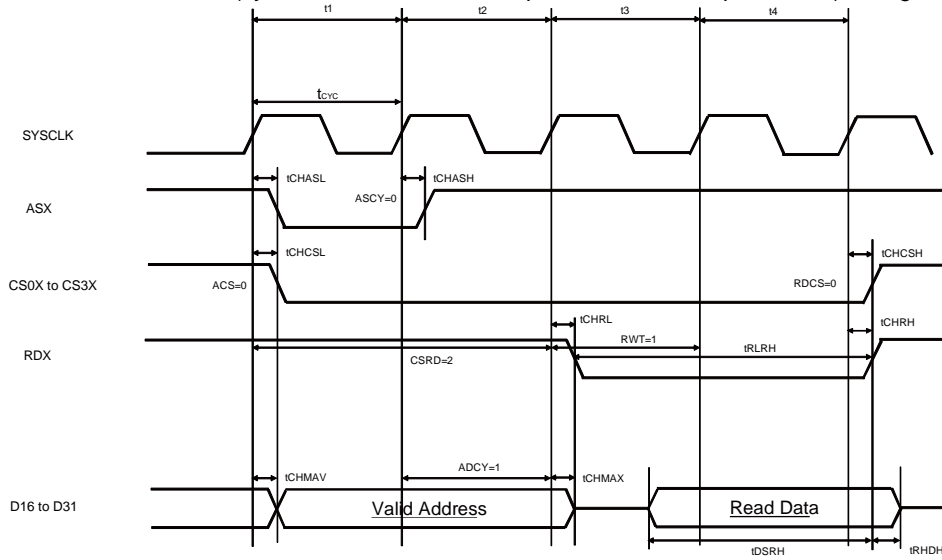 t1 t2 t3 t4
tCYC
SYSCLK
tCHASL ASCY=0 tCHASH
ASX
tCHCSL tCHCSH
CS0X to CS3X ACS=0 RDCS=0
tCHRL tCHRH
RDX RWT=1 tRLRH
CSRD=2
tCHMAV ADCY=1 tCHMAX
D16 to D31 Valid Address Read Data
tDSRH tRHDH